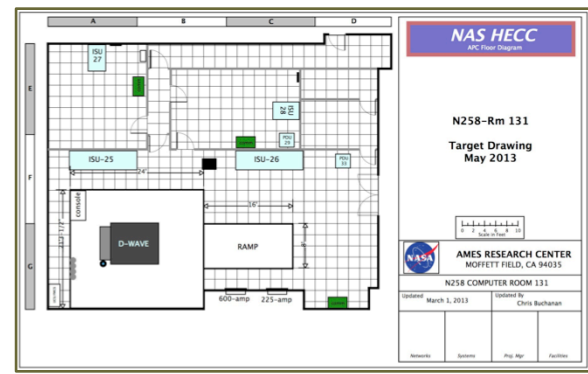 A B C D
NAS HECC
APC Floor Diagram
E
F
G
ISU
27
ISU
28
PDU
29
PDU
ISU-25
ISU-26
24'
16'
console
D-WAVE
RAMP
8'
600-amp
225-amp
N258-Rm 131
Target Drawing
May 2013
0 2 4 6 8 10
Scale in Feet
NASA
AMES RESEARCH CENTER
MOFFETT FIELD, CA 94035
N258 COMPUTER ROOM 131
Updated
March 1, 2013
Updated By
Chris Buchanan
Networks
Systems
Proj. Mgr
Facilities